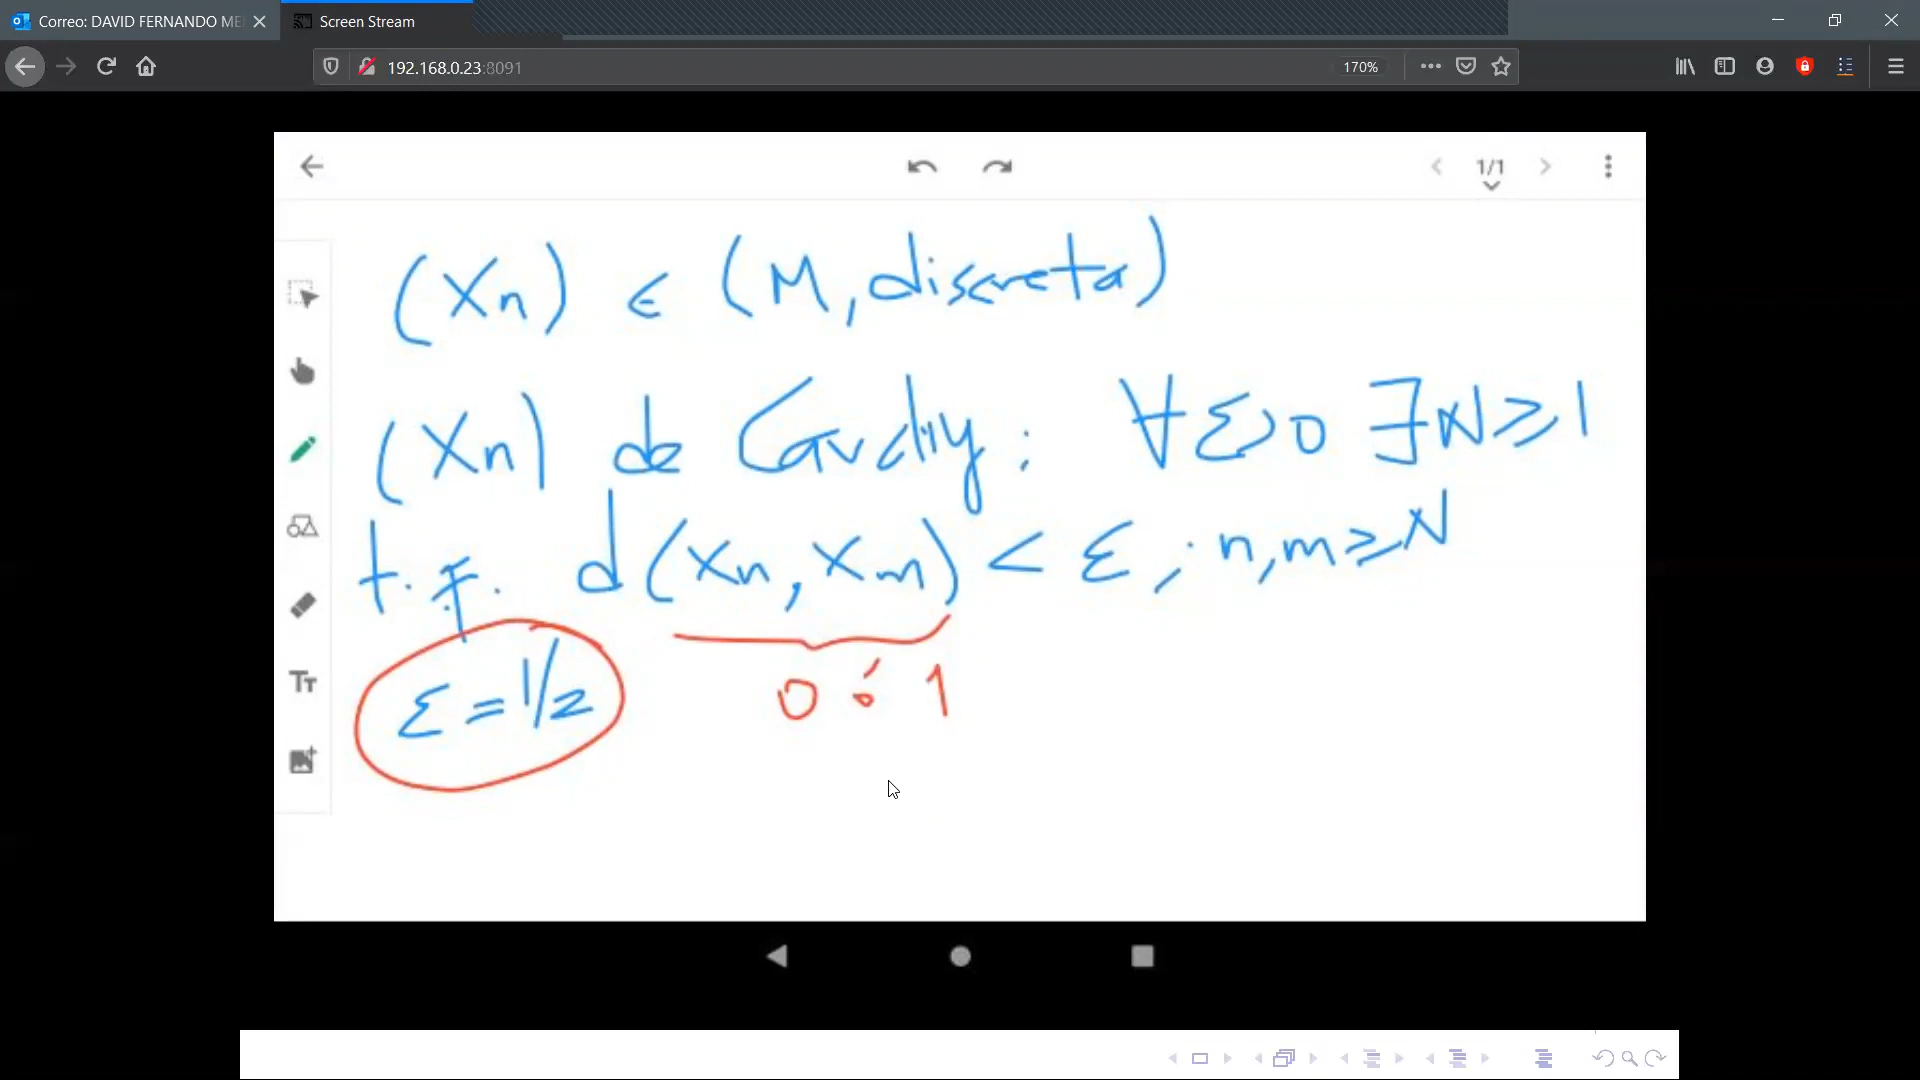 Correo: DAVID FERNANDO ME
Screen Stream
192.168.0.23:8091
170%
1/1
(Xn) ∈ (M, discreta)
(Xn) de Cauchy : ∀ε>0 ∃N≥1
t.q. d(xn, xm) < ε ; n,m≥N
ε = 1/2
0 ó 1
Tт